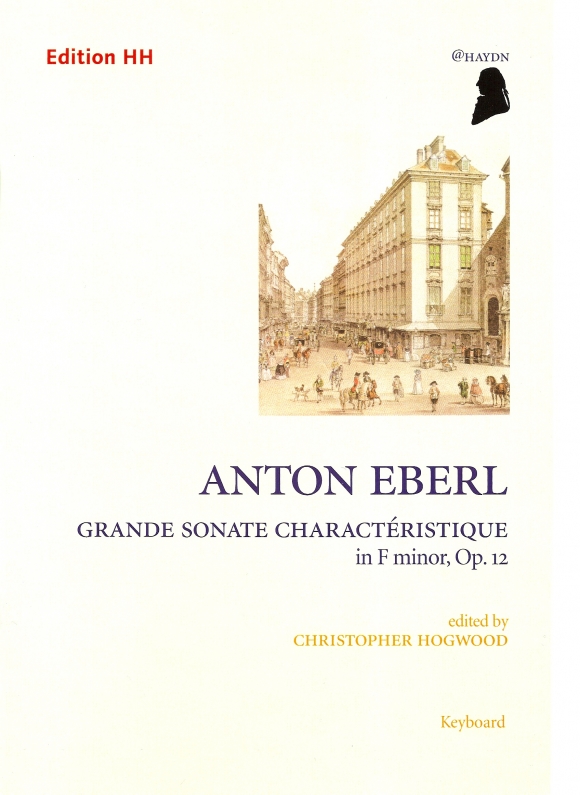 Edition HH
@HAYDN
ANTON EBERL
GRANDE SONATE CHARACTÉRISTIQUE
in F minor, Op. 12
edited by
CHRISTOPHER HOGWOOD
Keyboard